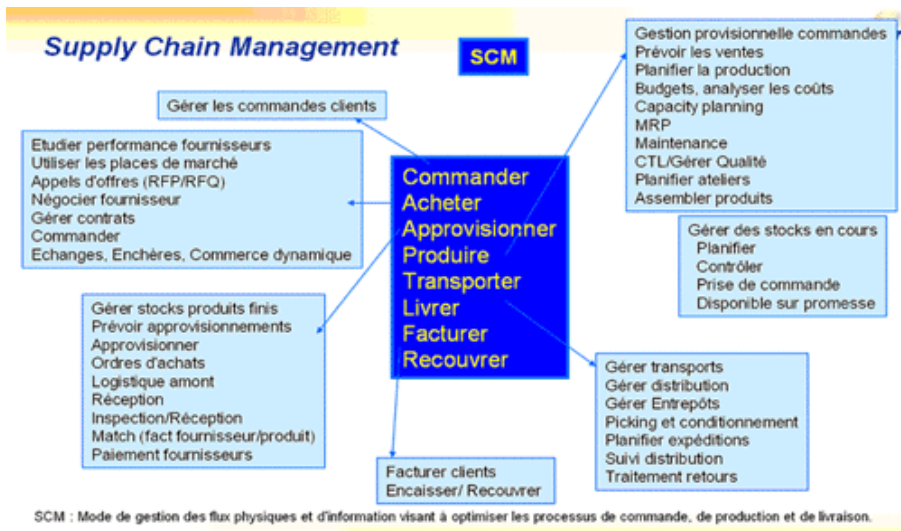 Supply Chain Management
SCM
Gérer les commandes clients
Etudier performance fournisseurs
Utiliser les places de marché
Appels d'offres (RFP/RFQ)
Négocier fournisseur
Gérer contrats
Commander
Echanges, Enchères, Commerce dynamique
Gérer stocks produits finis
Prévoir approvisionnements
Approvisionner
Ordres d'achats
Logistique amont
Réception
Inspection/Réception
Match (fact fournisseur/produit)
Paiement fournisseurs
Commander
Acheter
Approvisionner
Produire
Transporter
Livrer
Facturer
Recouvrer
Facturer clients
Encaisser/ Recouvrer
Gestion provisionnelle commandes
Prévoir les ventes
Planifier la production
Budgets, analyser les coûts
Capacity planning
MRP
Maintenance
CTL/Gérer Qualité
Planifier ateliers
Assembler produits
Gérer des stocks en cours
Planifier
Contrôler
Prise de commande
Disponible sur promesse
Gérer transports
Gérer distribution
Gérer Entrepôts
Picking et conditionnement
Planifier expéditions
Suivi distribution
Traitement retours
SCM : Mode de gestion des flux physiques et d'information visant à optimiser les processus de commande, de production et de livraison.